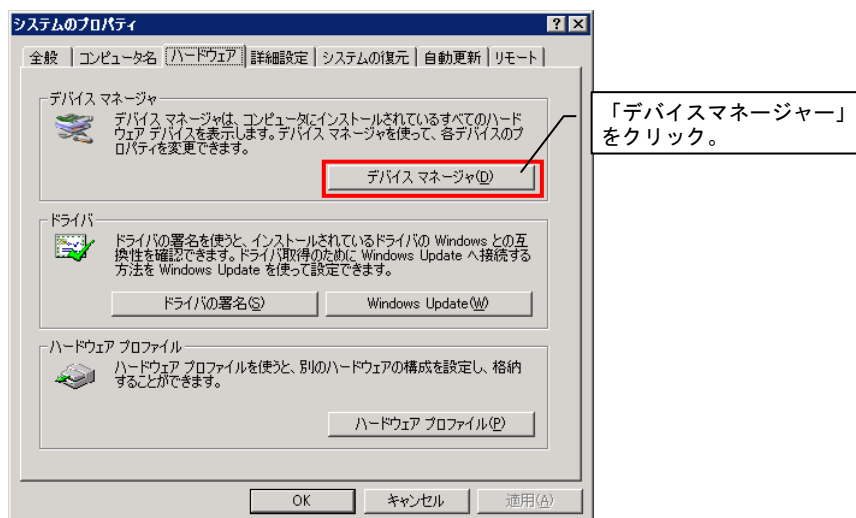 システムのプロパティ
全般 コンピュータ名 ハードウェア 詳細設定 システムの復元 自動更新 リモート
デバイス マネージャ
デバイス マネージャは、コンピュータにインストールされているすべてのハード
ウェア デバイスを表示します。デバイス マネージャを使って、各デバイスのプ
ロパティを変更できます。
デバイス マネージャ(D)
「デバイスマネージャー」
をクリック。
ドライバ
ドライバの署名を使うと、インストールされているドライバの Windows との互
換性を確認できます。ドライバ取得のために Windows Update へ接続する
方法を Windows Update を使って設定できます。
ドライバの署名(S) Windows Update(W)
ハードウェア プロファイル
ハードウェア プロファイルを使うと、別のハードウェアの構成を設定し、格納
することができます。
ハードウェア プロファイル(P)
OK キャンセル 適用(A)